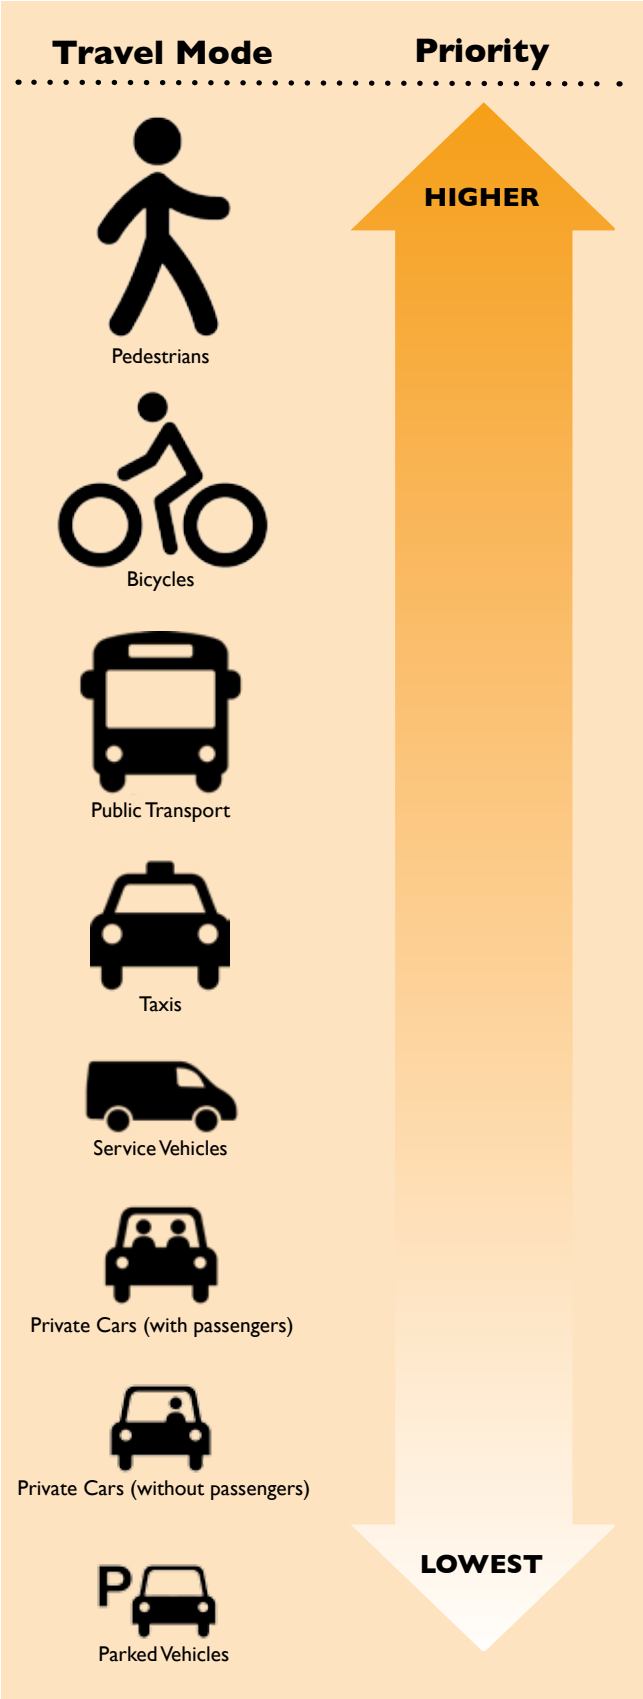 Travel Mode
Priority
HIGHER
Pedestrians
Bicycles
Public Transport
Taxis
Service Vehicles
Private Cars (with passengers)
Private Cars (without passengers)
LOWEST
P
Parked Vehicles